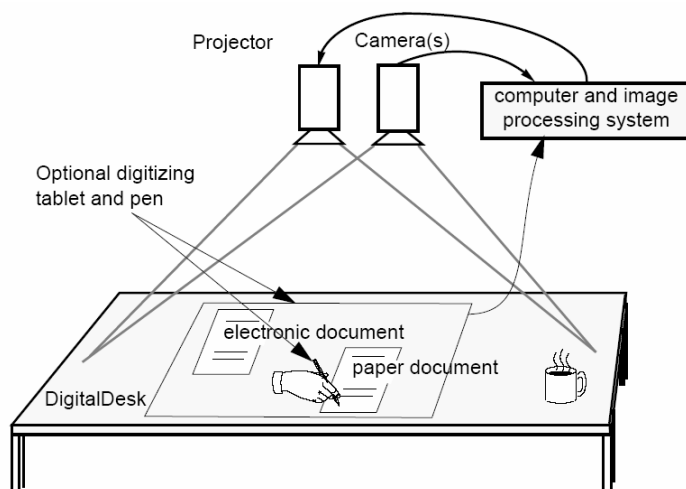 Projector
Camera(s)
computer and image
processing system
Optional digitizing
tablet and pen
electronic document
paper document
DigitalDesk